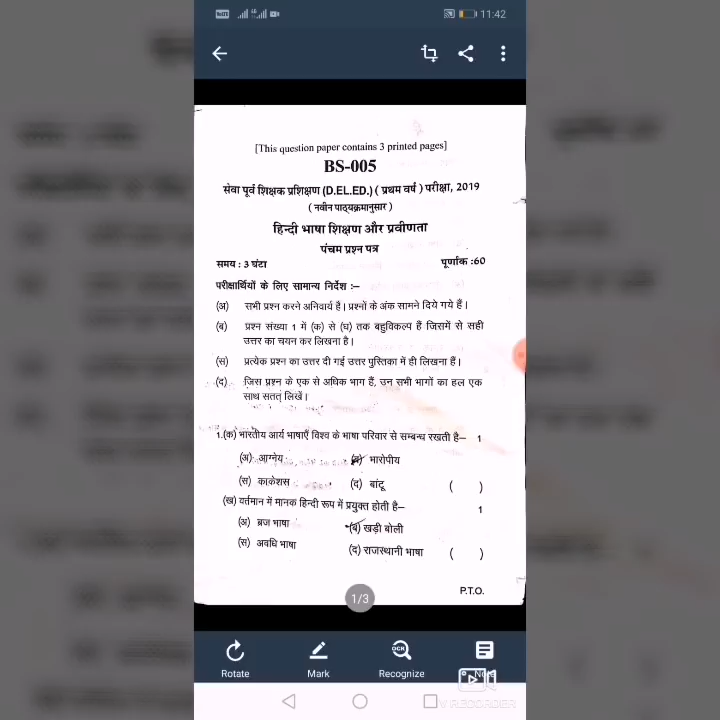 11:42
[This question paper contains 3 printed pages]
BS-005
सेवा पूर्व शिक्षक प्रशिक्षण (D.EL.ED.) ( प्रथम वर्ष ) परीक्षा, 2019
( नवीन पाठ्यक्रमानुसार )
हिन्दी भाषा शिक्षण और प्रवीणता
पंचम प्रश्न पत्र
समय : 3 घंटा पूर्णांक :60
परीक्षार्थियों के लिए सामान्य निर्देश :–
(अ) सभी प्रश्न करने अनिवार्य है। प्रश्नों के अंक सामने दिये गये हैं।
(ब) प्रश्न संख्या 1 में (क) से (घ) तक बहुविकल्प हैं जिसमें से सही
उत्तर का चयन कर लिखना है।
(स) प्रत्येक प्रश्न का उत्तर दी गई उत्तर पुस्तिका में ही लिखना हैं।
(द) जिस प्रश्न के एक से अधिक भाग हैं, उन सभी भागों का हल एक
साथ सतत् लिखें।
1.(क) भारतीय आर्य भाषाएँ विश्व के भाषा परिवार से सम्बन्ध रखती है– 1
(अ) आग्नेय (ब) भारोपीय
(स) काकेशस (द) बांटू ( )
(ख) वर्तमान में मानक हिन्दी रूप में प्रयुक्त होती है– 1
(अ) ब्रज भाषा (ब) खड़ी बोली
(स) अवधि भाषा (द) राजस्थानी भाषा ( )
P.T.O.
1/3
Rotate Mark Recognize Note